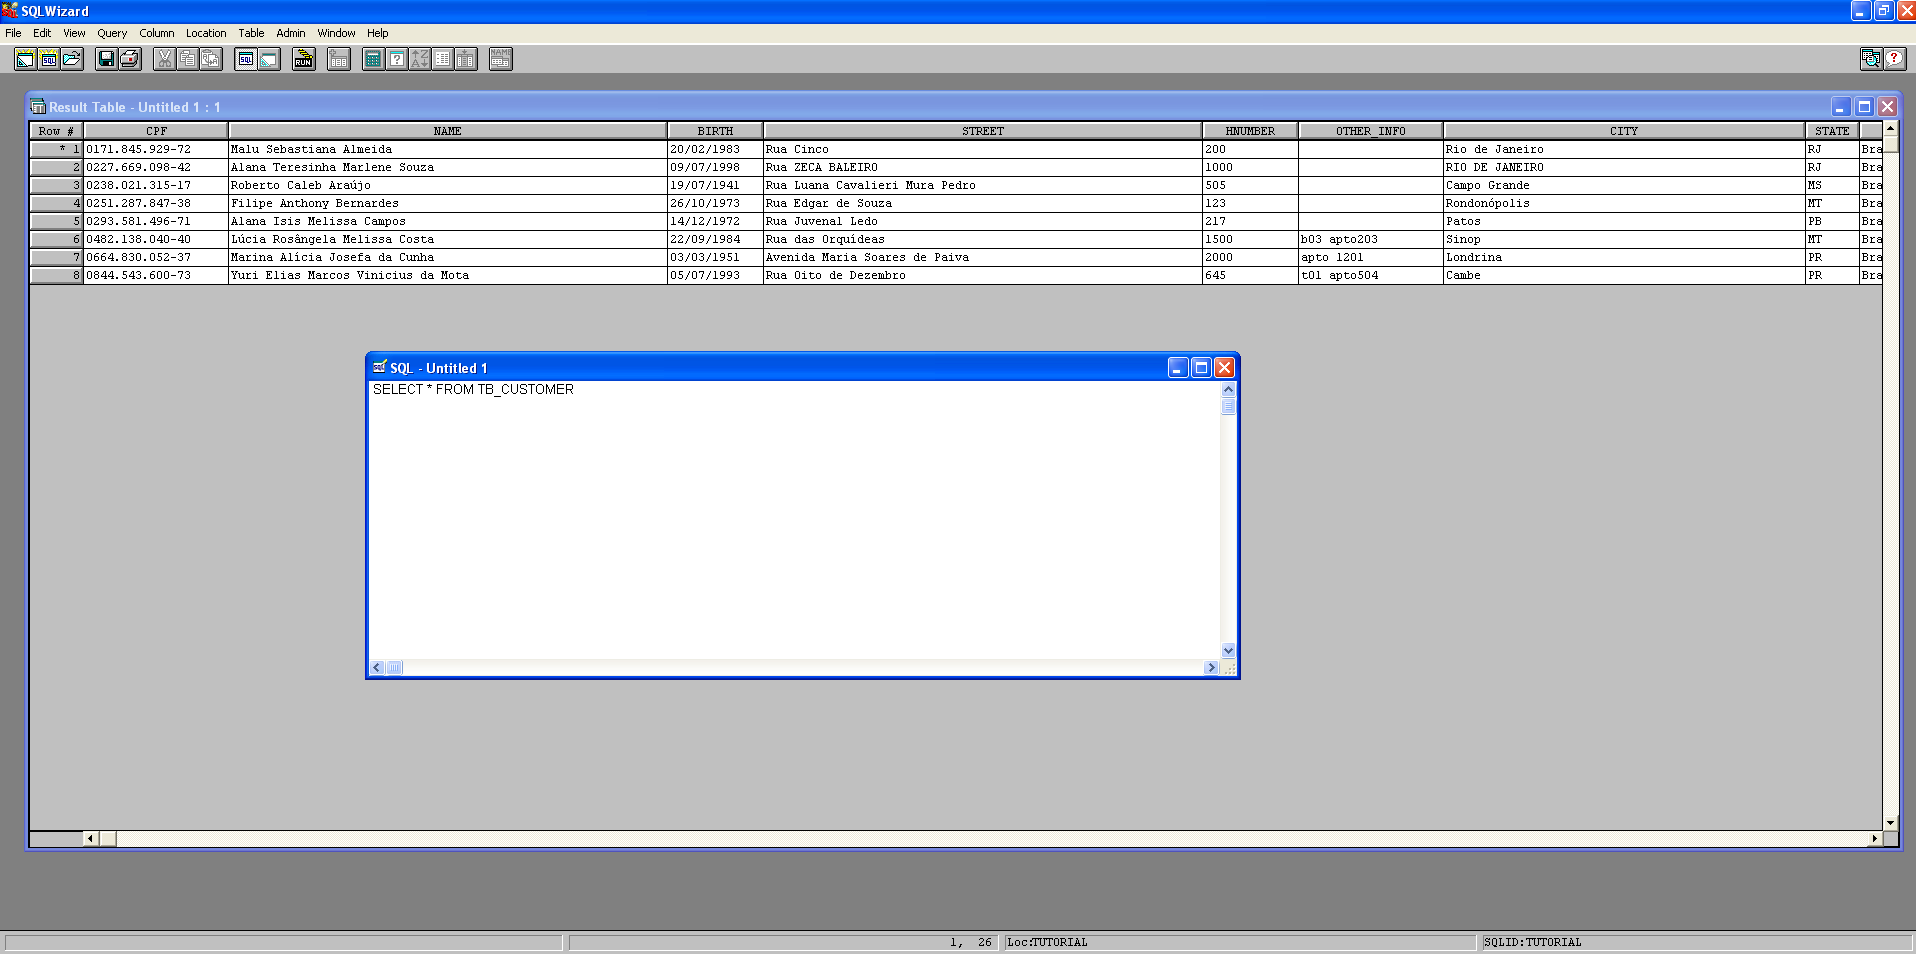 SQLWizard
File Edit View Query Column Location Table Admin Window Help
SQL SQL RUN ? A Z NAME ?
Result Table - Untitled 1 : 1
Row # CPF NAME BIRTH STREET HNUMBER OTHER_INFO CITY STATE
* 1 0171.845.929-72 Malu Sebastiana Almeida 20/02/1983 Rua Cinco 200 Rio de Janeiro RJ Bra
2 0227.669.098-42 Alana Teresinha Marlene Souza 09/07/1998 Rua ZECA BALEIRO 1000 RIO DE JANEIRO RJ Bra
3 0238.021.315-17 Roberto Caleb Araújo 19/07/1941 Rua Luana Cavalieri Mura Pedro 505 Campo Grande MS Bra
4 0251.287.847-38 Filipe Anthony Bernardes 26/10/1973 Rua Edgar de Souza 123 Rondonópolis MT Bra
5 0293.581.496-71 Alana Isis Melissa Campos 14/12/1972 Rua Juvenal Ledo 217 Patos PB Bra
6 0482.138.040-40 Lúcia Rosângela Melissa Costa 22/09/1984 Rua das Orquídeas 1500 b03 apto203 Sinop MT Bra
7 0664.830.052-37 Marina Alícia Josefa da Cunha 03/03/1951 Avenida Maria Soares de Paiva 2000 apto 1201 Londrina PR Bra
8 0844.543.600-73 Yuri Elias Marcos Vinicius da Mota 05/07/1993 Rua Oito de Dezembro 645 t01 apto504 Cambe PR Bra
SQL - Untitled 1
SELECT * FROM TB_CUSTOMER
1, 26 Loc:TUTORIAL SQLID:TUTORIAL